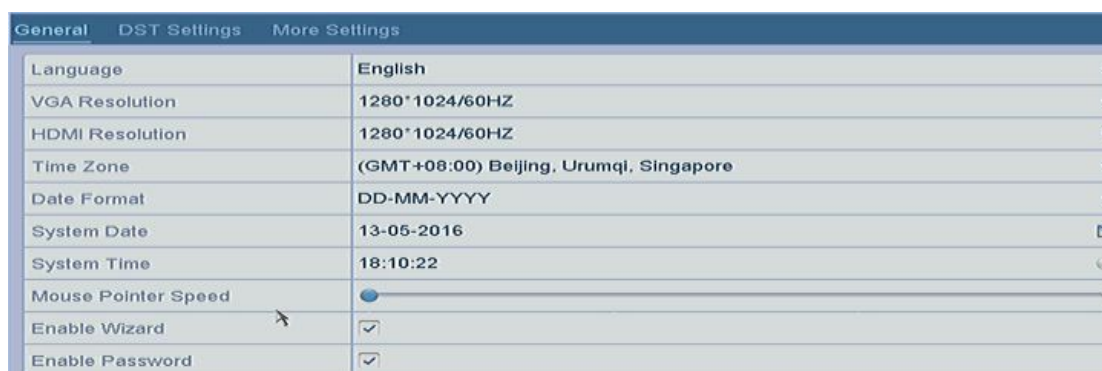 General DST Settings More Settings
Language English
VGA Resolution 1280*1024/60HZ
HDMI Resolution 1280*1024/60HZ
Time Zone (GMT+08:00) Beijing, Urumqi, Singapore
Date Format DD-MM-YYYY
System Date 13-05-2016
System Time 18:10:22
Mouse Pointer Speed
Enable Wizard
Enable Password